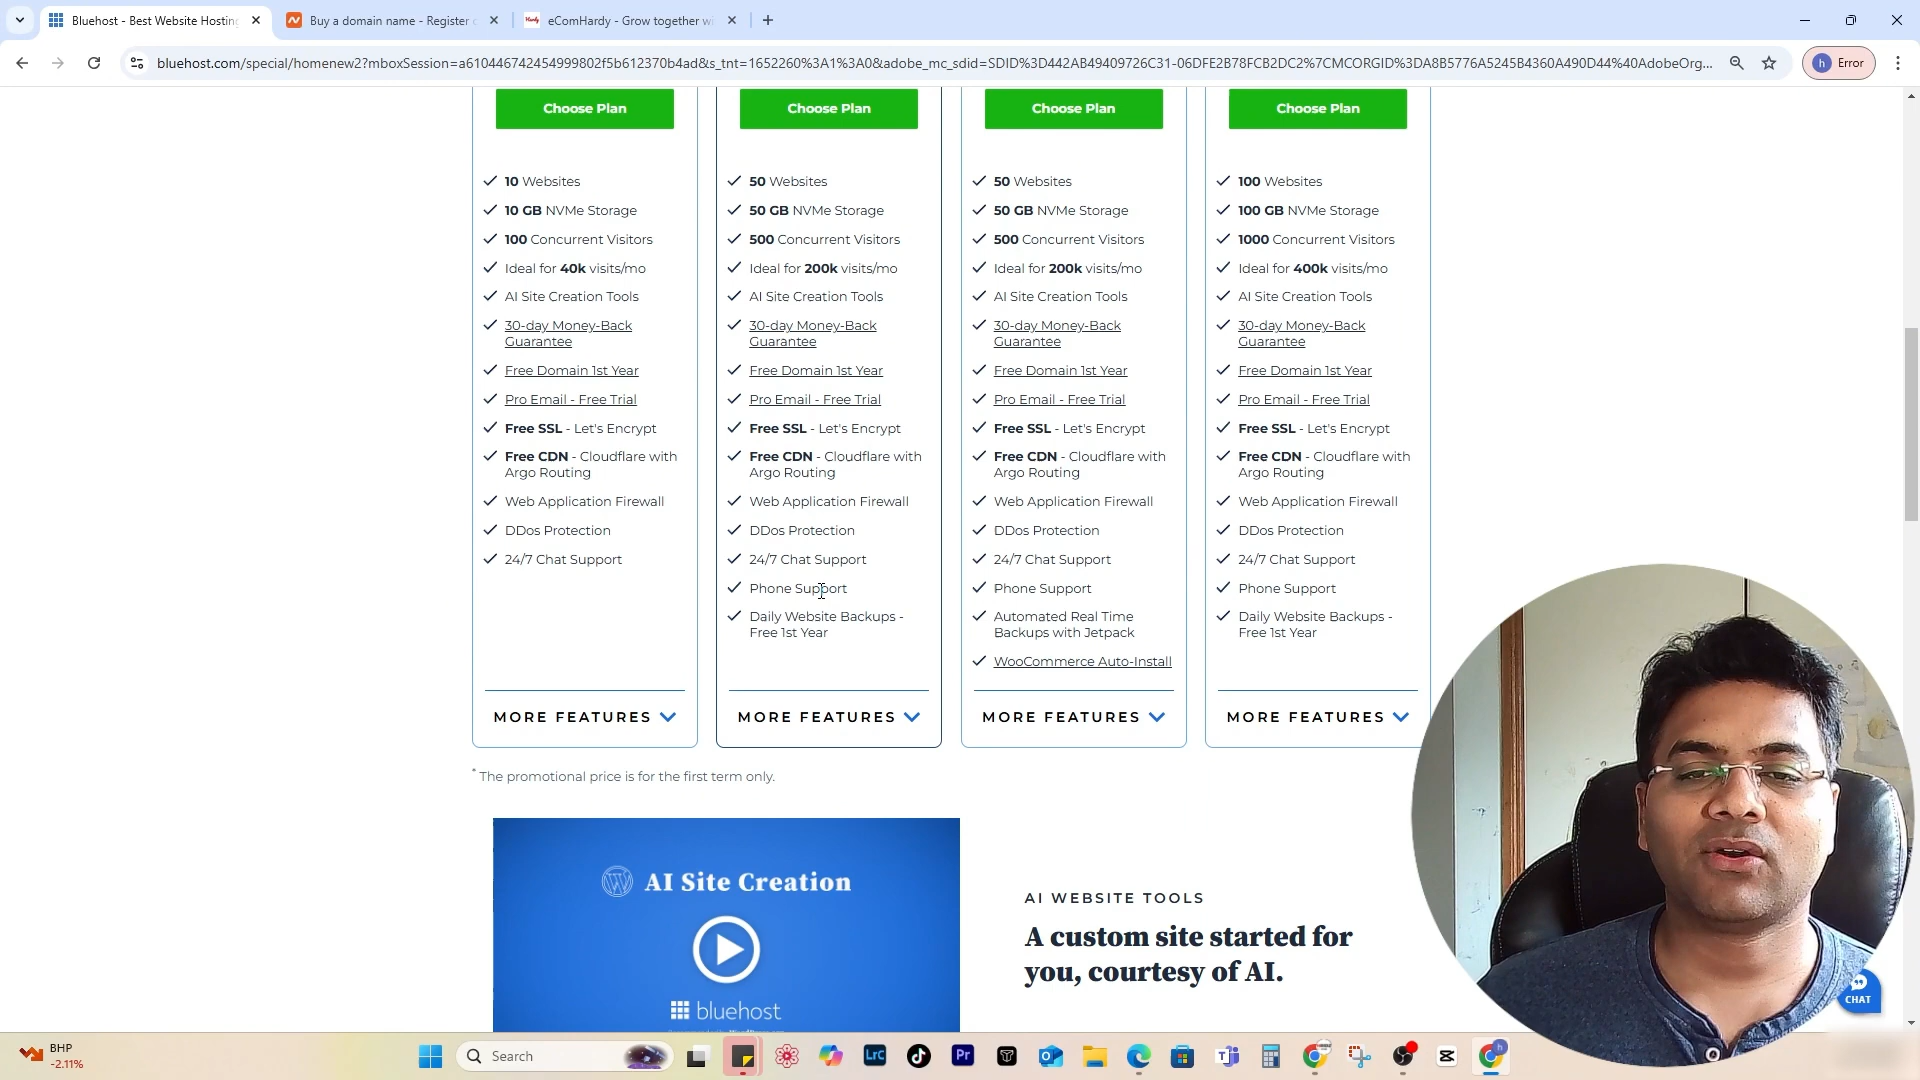 Bluehost - Best Website Hosting
Buy a domain name - Register
eComHardy - Grow together w
bluehost.com/special/homenew2?mboxSession=a610446742454999802f5b612370b4ad&s_tnt=1652260%3A1%3A0&adobe_mc_sdid=SDID%3D442AB49409726C31-06DFE2B78FCB2DC2%7CMCORGID%3DA8B5776A5245B4360A490D44%40AdobeOrg...
h Error
Choose Plan
10 Websites
10 GB NVMe Storage
100 Concurrent Visitors
Ideal for 40k visits/mo
AI Site Creation Tools
30-day Money-Back
Guarantee
Free Domain 1st Year
Pro Email - Free Trial
Free SSL - Let's Encrypt
Free CDN - Cloudflare with
Argo Routing
Web Application Firewall
DDos Protection
24/7 Chat Support
MORE FEATURES
Choose Plan
50 Websites
50 GB NVMe Storage
500 Concurrent Visitors
Ideal for 200k visits/mo
AI Site Creation Tools
30-day Money-Back
Guarantee
Free Domain 1st Year
Pro Email - Free Trial
Free SSL - Let's Encrypt
Free CDN - Cloudflare with
Argo Routing
Web Application Firewall
DDos Protection
24/7 Chat Support
Phone Support
Daily Website Backups -
Free 1st Year
MORE FEATURES
Choose Plan
50 Websites
50 GB NVMe Storage
500 Concurrent Visitors
Ideal for 200k visits/mo
AI Site Creation Tools
30-day Money-Back
Guarantee
Free Domain 1st Year
Pro Email - Free Trial
Free SSL - Let's Encrypt
Free CDN - Cloudflare with
Argo Routing
Web Application Firewall
DDos Protection
24/7 Chat Support
Phone Support
Automated Real Time
Backups with Jetpack
WooCommerce Auto-Install
MORE FEATURES
Choose Plan
100 Websites
100 GB NVMe Storage
1000 Concurrent Visitors
Ideal for 400k visits/mo
AI Site Creation Tools
30-day Money-Back
Guarantee
Free Domain 1st Year
Pro Email - Free Trial
Free SSL - Let's Encrypt
Free CDN - Cloudflare with
Argo Routing
Web Application Firewall
DDos Protection
24/7 Chat Support
Phone Support
Daily Website Backups -
Free 1st Year
MORE FEATURES
* The promotional price is for the first term only.
AI Site Creation
bluehost
AI WEBSITE TOOLS
A custom site started for
you, courtesy of AI.
CHAT
BHP
-2.11%
Search
LrC
Pr